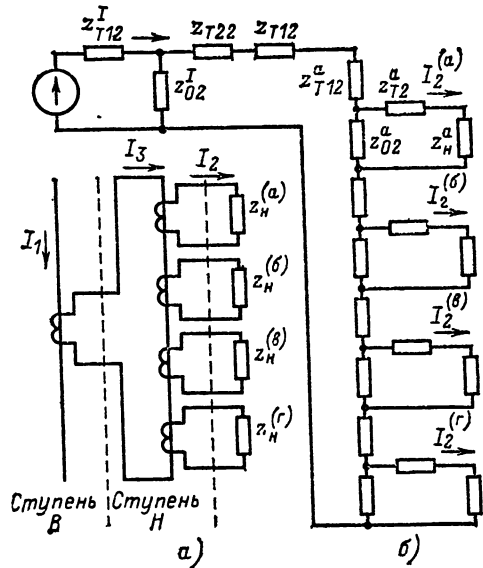 z^I_T12 z_T22 z_T12
z^I_02
z^a_T12 z^a_T2 I_2^(а)
z^a_02 z^a_н
I_3 I_2
z_н^(а)
I_1
z_н^(б) I_2^(б)
z_н^(в) I_2^(в)
z_н^(г) I_2^(г)
Ступень В
Ступень Н
а) б)